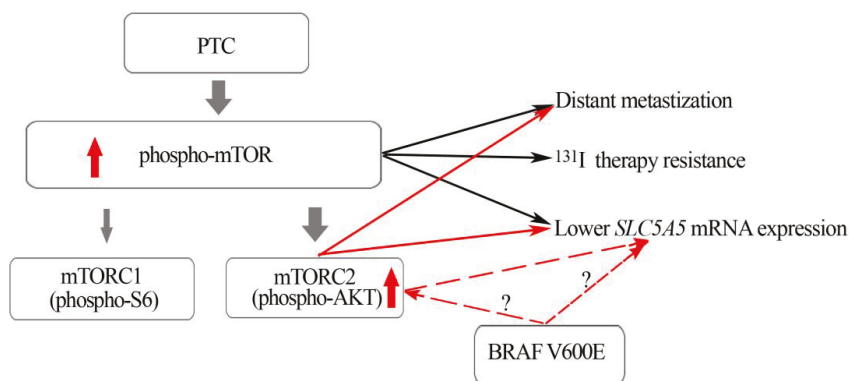 PTC
phospho-mTOR
Distant metastization
¹³¹I therapy resistance
Lower SLC5A5 mRNA expression
mTORC1
(phospho-S6)
mTORC2
(phospho-AKT)
?
?
BRAF V600E